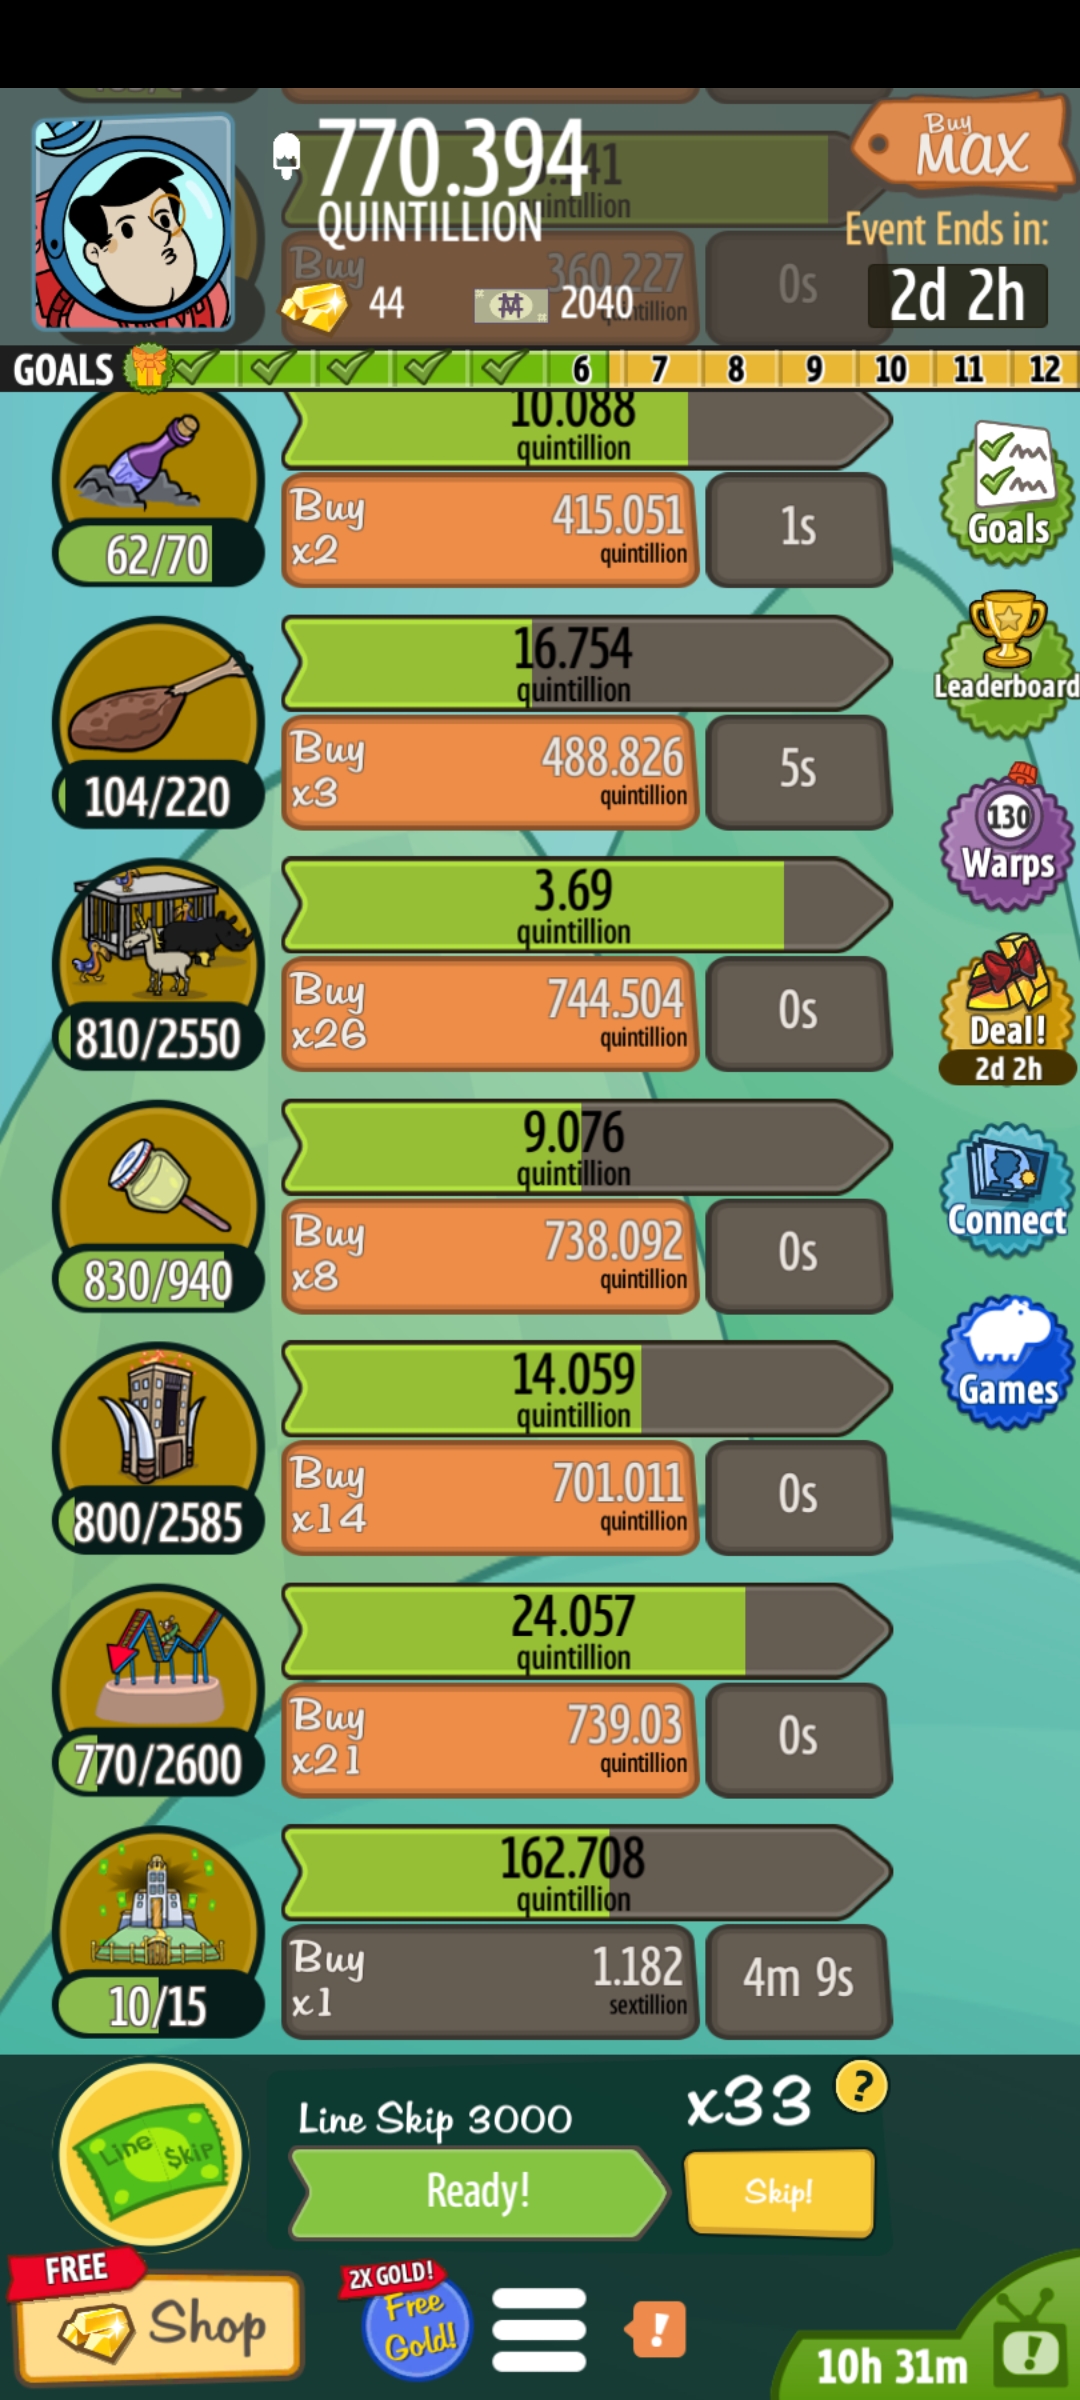 770.394
QUINTILLION
Buy
MAX
Event Ends in:
2d 2h
44
2040
Buy
360.227
quintillion
0s
GOALS
6
7
8
9
10
11
12
10.088
quintillion
Buy
x2
415.051
quintillion
1s
62/70
Goals
16.754
quintillion
Buy
x3
488.826
quintillion
5s
104/220
Leaderboard
130
Warps
3.69
quintillion
Buy
x26
744.504
quintillion
0s
810/2550
Deal!
2d 2h
9.076
quintillion
Buy
x8
738.092
quintillion
0s
830/940
Connect
14.059
quintillion
Buy
x14
701.011
quintillion
0s
800/2585
Games
24.057
quintillion
Buy
x21
739.03
quintillion
0s
770/2600
162.708
quintillion
Buy
x1
1.182
sextillion
4m 9s
10/15
Line Skip
Line Skip 3000
x33
?
Ready!
Skip!
FREE
Shop
2X GOLD!
Free
Gold!
!
10h 31m
!